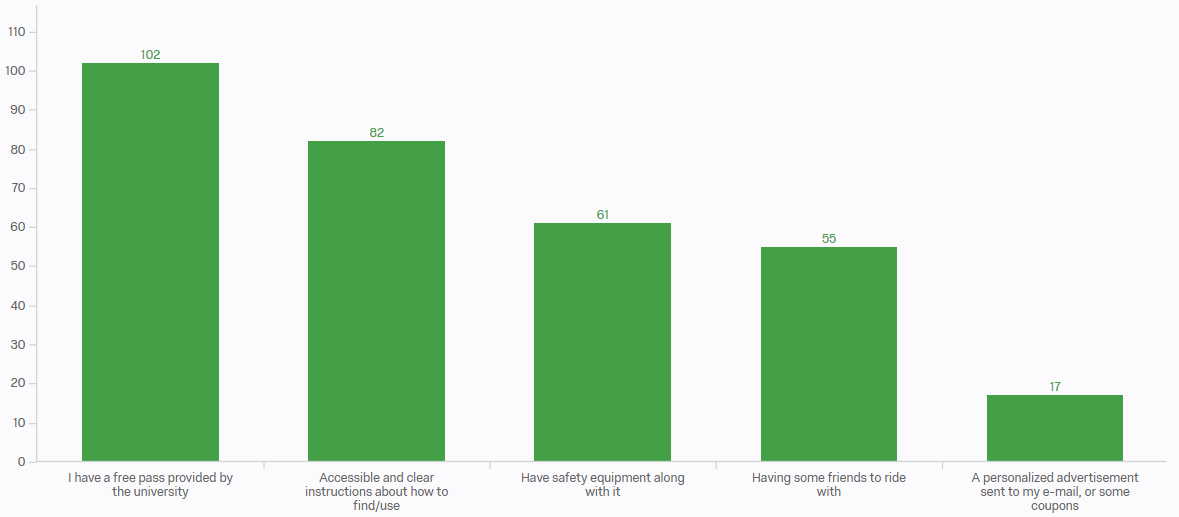 110
100
90
80
70
60
50
40
30
20
10
0
102
82
61
55
17
I have a free pass provided by
the university
Accessible and clear
instructions about how to
find/use
Have safety equipment along
with it
Having some friends to ride
with
A personalized advertisement
sent to my e-mail, or some
coupons